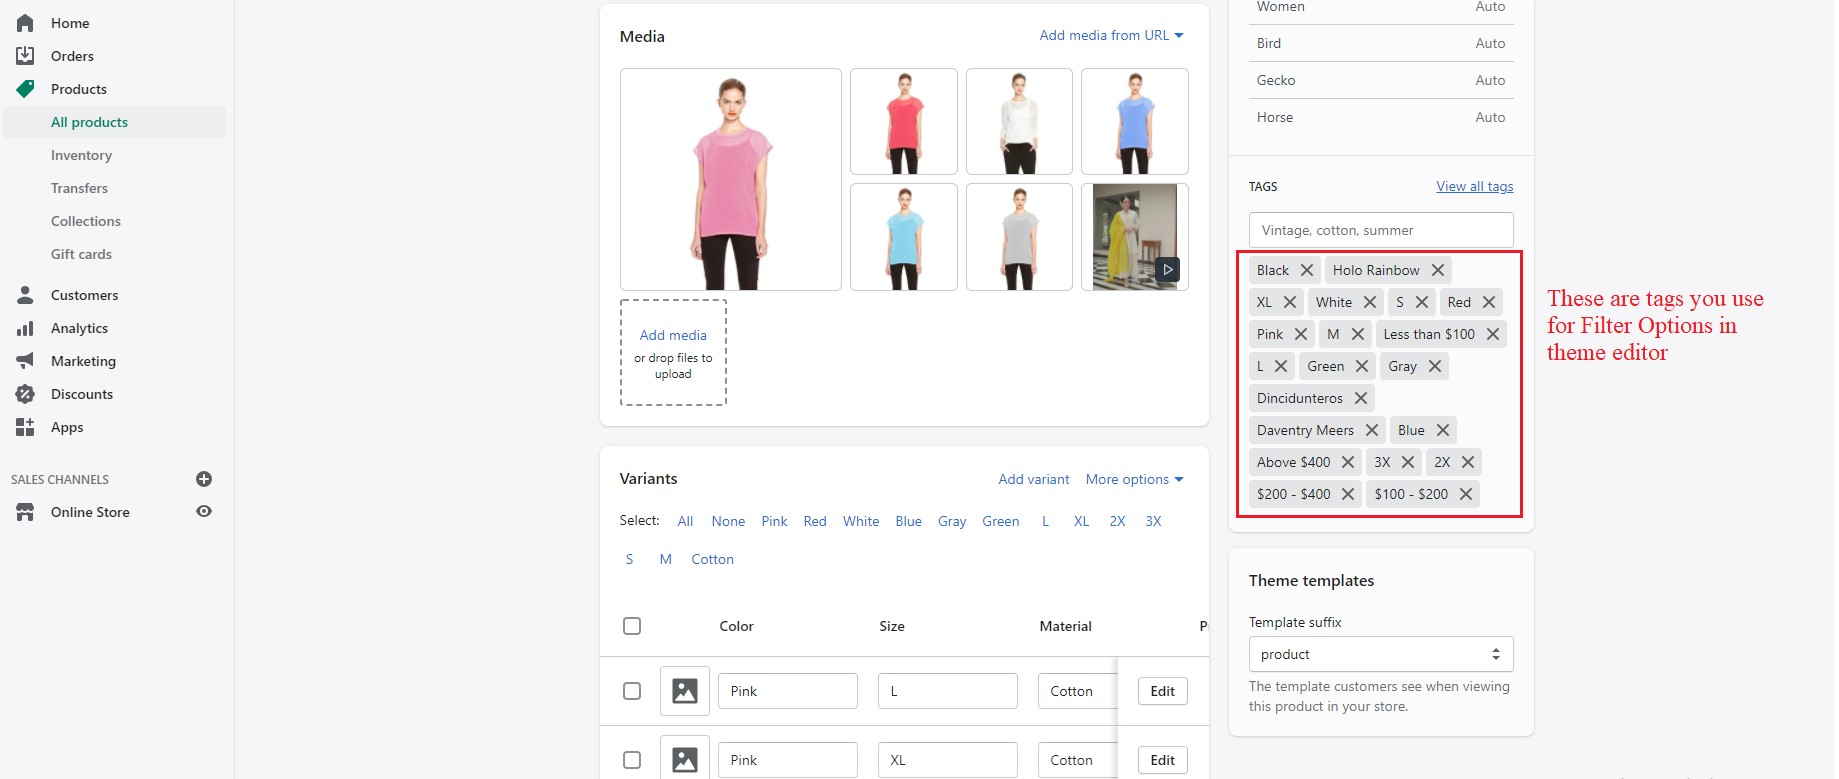 Home
Orders
Products
All products
Inventory
Transfers
Collections
Gift cards
Customers
Analytics
Marketing
Discounts
Apps
SALES CHANNELS
Online Store
Media
Add media from URL
Add media
or drop files to
upload
Variants
Add variant More options
Select: All None Pink Red White Blue Gray Green L XL 2X 3X
S M Cotton
Color Size Material
Pink L Cotton Edit
Pink XL Cotton Edit
Women Auto
Bird Auto
Gecko Auto
Horse Auto
TAGS View all tags
Vintage, cotton, summer
Black Holo Rainbow
XL White S Red
Pink M Less than $100
L Green Gray
Dincidunteros
Daventry Meers Blue
Above $400 3X 2X
$200 - $400 $100 - $200
These are tags you use
for Filter Options in
theme editor
Theme templates
Template suffix
product
The template customers see when viewing
this product in your store.